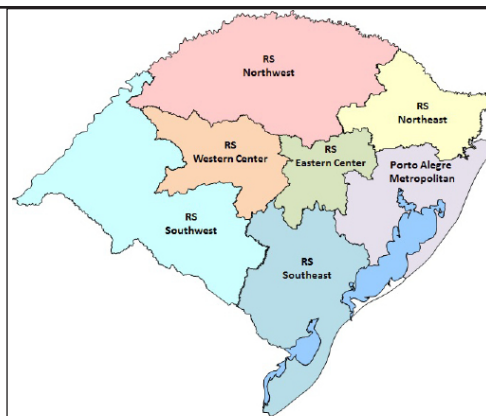 RS
Northwest
RS
Northeast
RS
Western Center
RS
Eastern Center
Porto Alegre
Metropolitan
RS
Southwest
RS
Southeast